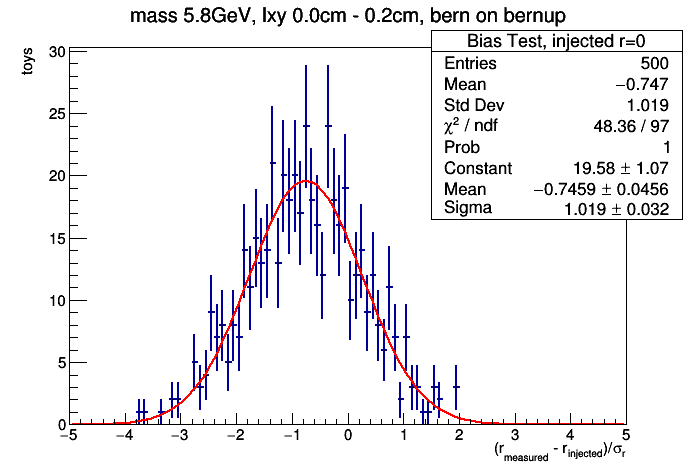 mass 5.8GeV, lxy 0.0cm - 0.2cm, bern on bernup
Bias Test, injected r=0
Entries 500
Mean −0.747
Std Dev 1.019
χ² / ndf 48.36 / 97
Prob 1
Constant 19.58 ± 1.07
Mean −0.7459 ± 0.0456
Sigma 1.019 ± 0.032
toys
30
25
20
15
10
5
0
−5 −4 −3 −2 −1 0 1 2 3 4 5
(r_measured - r_injected)/σ_r